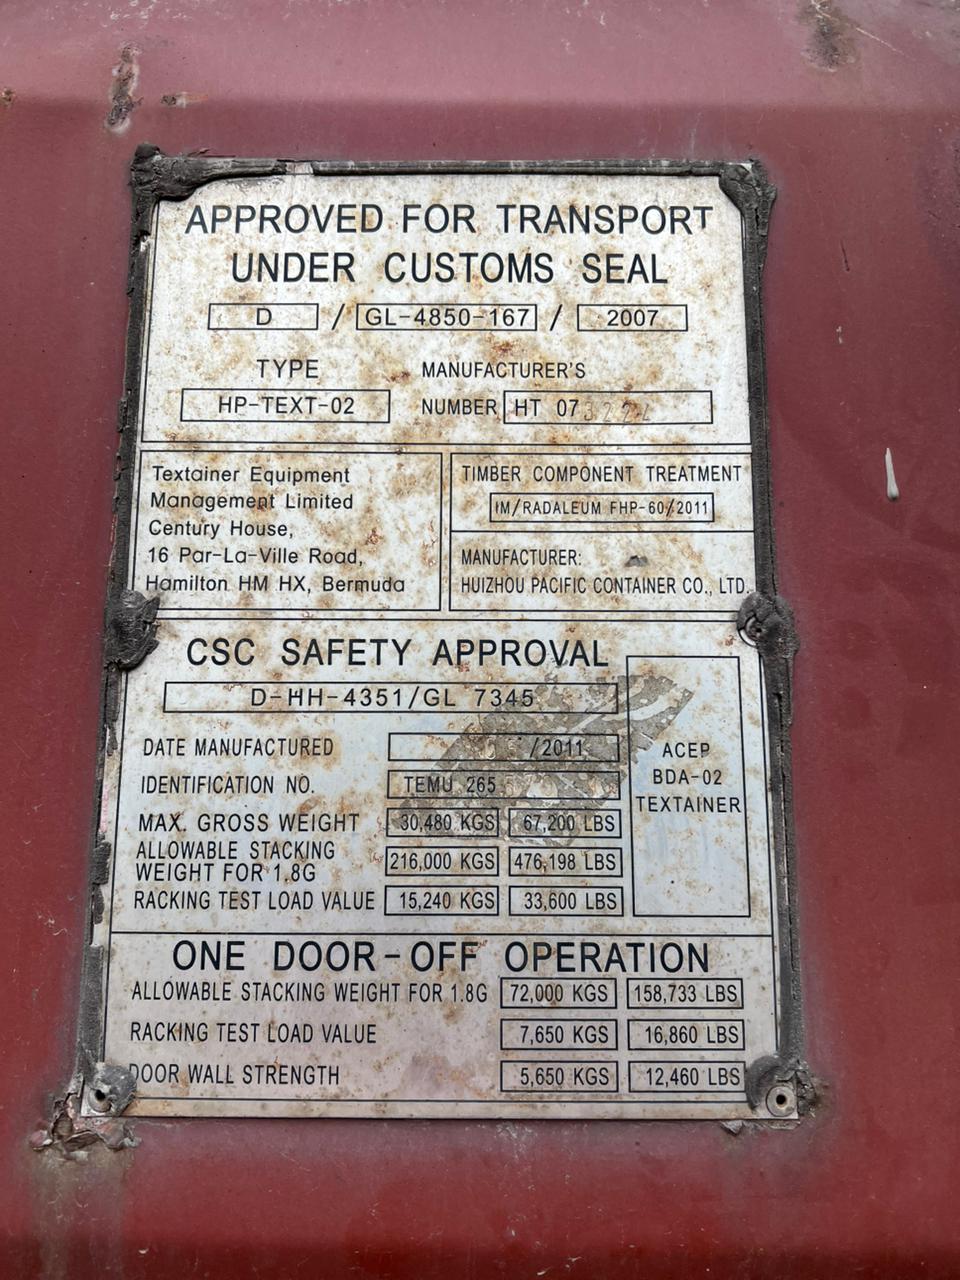 APPROVED FOR TRANSPORT
UNDER CUSTOMS SEAL
D / GL-4850-167 / 2007
TYPE MANUFACTURER'S
HP-TEXT-02 NUMBER HT 07
Textainer Equipment
Management Limited
Century House,
16 Par-La-Ville Road,
Hamilton HM HX, Bermuda
TIMBER COMPONENT TREATMENT
IM/RADALEUM FHP-60/2011
MANUFACTURER:
HUIZHOU PACIFIC CONTAINER CO., LTD.
CSC SAFETY APPROVAL
D-HH-4351/GL 7345
DATE MANUFACTURED /2011
IDENTIFICATION NO. TEMU 265
MAX. GROSS WEIGHT 30,480 KGS 67,200 LBS
ALLOWABLE STACKING
WEIGHT FOR 1.8G 216,000 KGS 476,198 LBS
RACKING TEST LOAD VALUE 15,240 KGS 33,600 LBS
ACEP
BDA-02
TEXTAINER
ONE DOOR-OFF OPERATION
ALLOWABLE STACKING WEIGHT FOR 1.8G 72,000 KGS 158,733 LBS
RACKING TEST LOAD VALUE 7,650 KGS 16,860 LBS
DOOR WALL STRENGTH 5,650 KGS 12,460 LBS